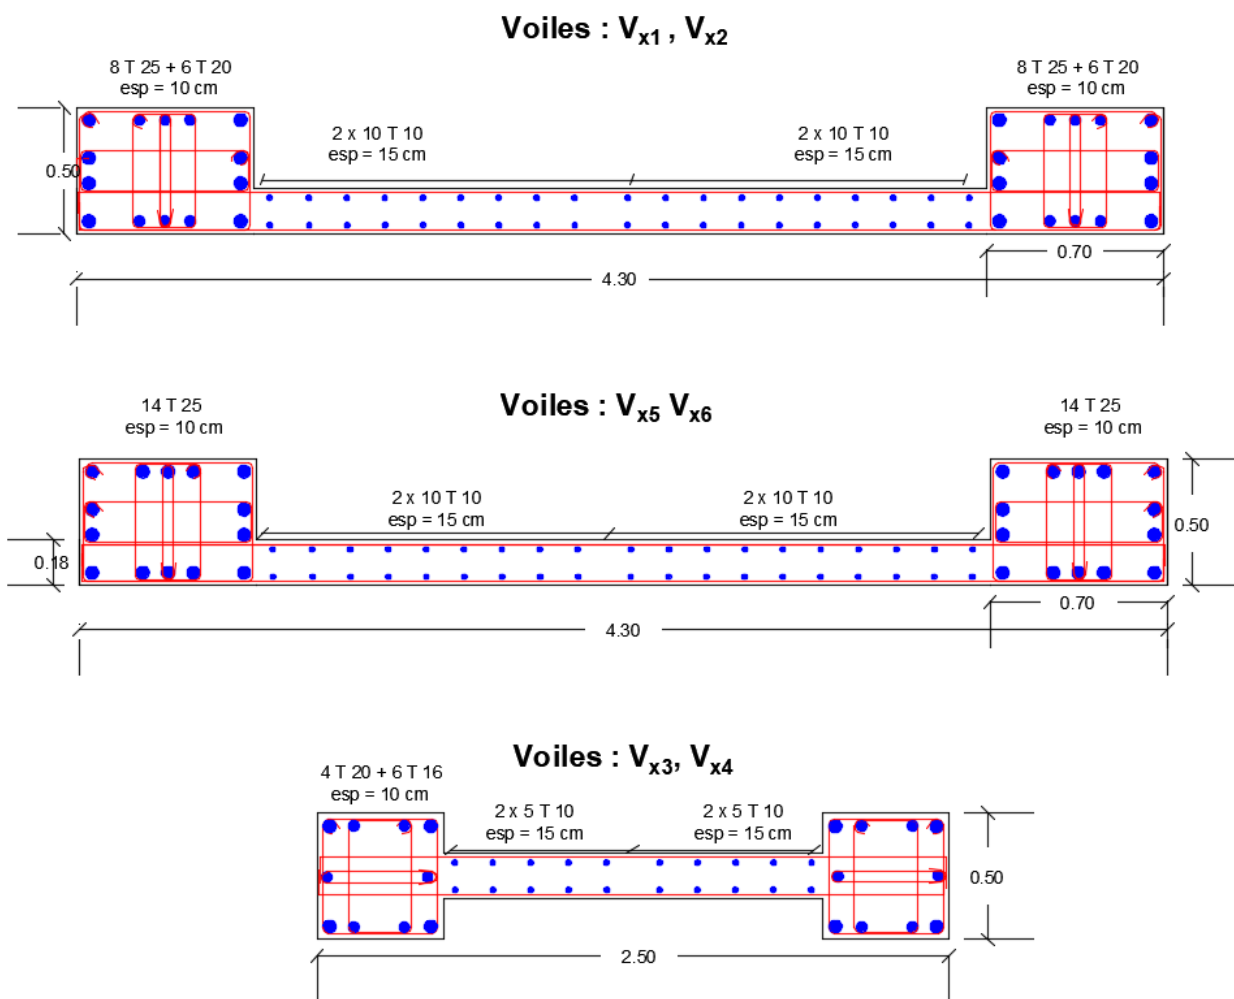 Voiles : Vx1 , Vx2
8 T 25 + 6 T 20
esp = 10 cm
8 T 25 + 6 T 20
esp = 10 cm
2 x 10 T 10
esp = 15 cm
2 x 10 T 10
esp = 15 cm
0.50
0.70
4.30
Voiles : Vx5 Vx6
14 T 25
esp = 10 cm
14 T 25
esp = 10 cm
2 x 10 T 10
esp = 15 cm
2 x 10 T 10
esp = 15 cm
0.50
0.18
0.70
4.30
Voiles : Vx3, Vx4
4 T 20 + 6 T 16
esp = 10 cm
2 x 5 T 10
esp = 15 cm
2 x 5 T 10
esp = 15 cm
0.50
2.50